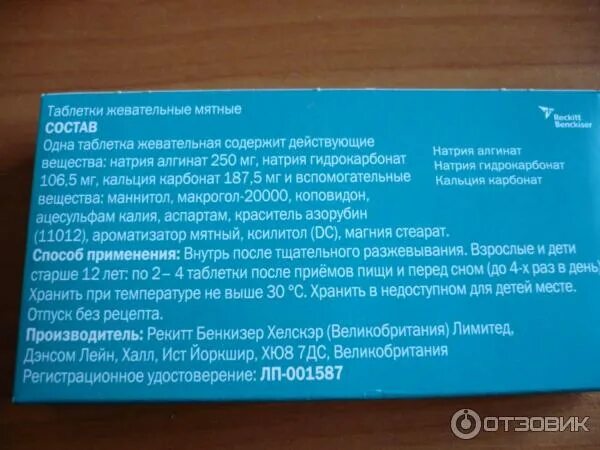 Таблетки жевательные мятные
СОСТАВ
Одна таблетка жевательная содержит действующие
вещества: натрия алгинат 250 мг, натрия гидрокарбонат
106,5 мг, кальция карбонат 187,5 мг и вспомогательные
вещества: маннитол, макрогол-20000, коповидон,
ацесульфам калия, аспартам, краситель азорубин
(11012), ароматизатор мятный, ксилитол (DC), магния стеарат.
Способ применения: Внутрь после тщательного разжевывания. Взрослые и дети
старше 12 лет: по 2–4 таблетки после приёмов пищи и перед сном (до 4-х раз в день)
Хранить при температуре не выше 30 °C. Хранить в недоступном для детей месте.
Отпуск без рецепта.
Производитель: Рекитт Бенкизер Хелскэр (Великобритания) Лимитед,
Дэнсом Лейн, Халл, Ист Йоркшир, ХЮ8 7ДС, Великобритания
Регистрационное удостоверение: ЛП-001587
Reckitt
Benckiser
Натрия алгинат
Натрия гидрокарбонат
Кальция карбонат
ОТЗОВИК